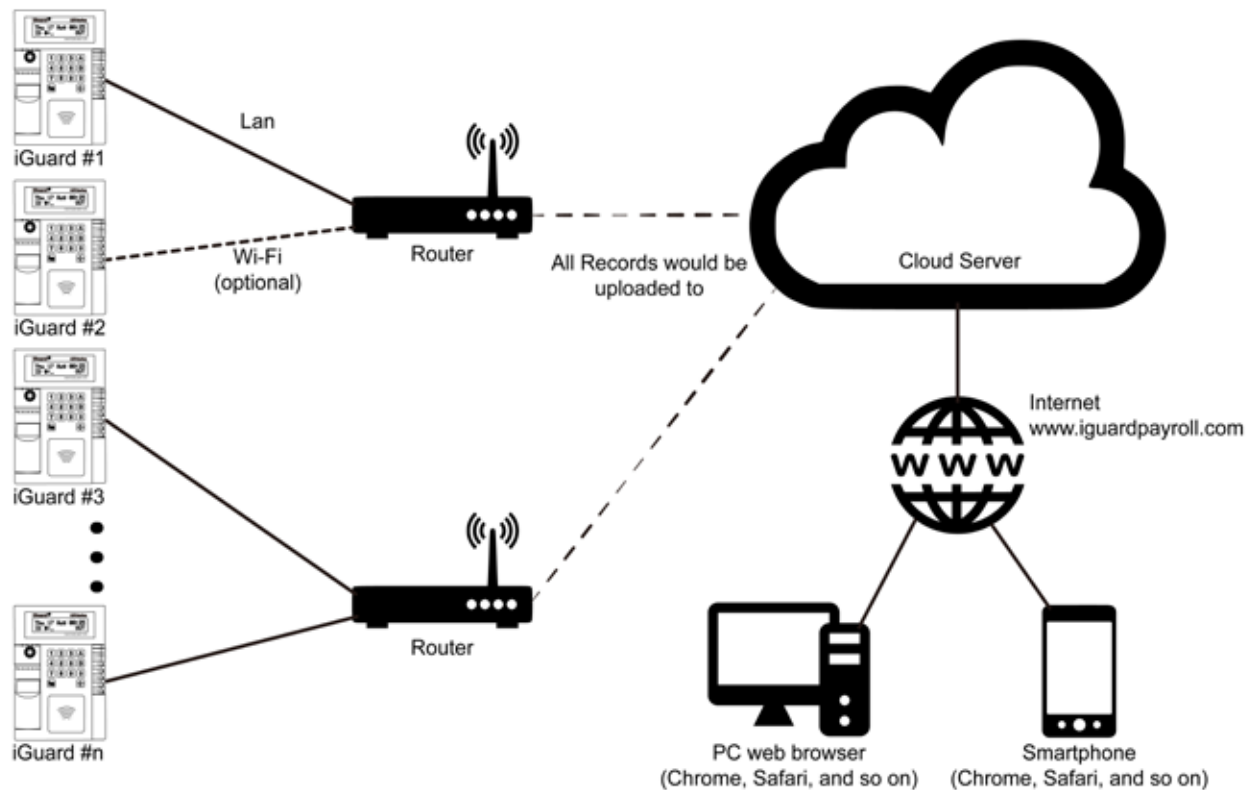 iGuard #1
Lan
iGuard #2
Wi-Fi
(optional)
Router
All Records would be
uploaded to
Cloud Server
iGuard #3
Internet
www.iguardpayroll.com
W W W
iGuard #n
Router
PC web browser
(Chrome, Safari, and so on)
Smartphone
(Chrome, Safari, and so on)